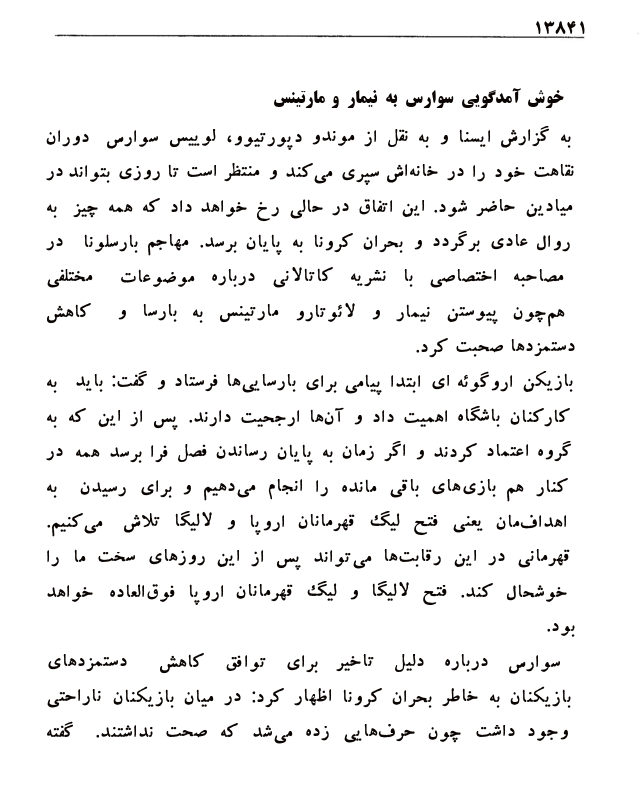 ۱۳۸۴۱
خوش آمدگویی سوارس به نیمار و مارتینس
به گزارش ایسنا و به نقل از موندو دپورتیوو، لوییس سوارس دوران
نقاهت خود را در خانه‌اش سپری می‌کند و منتظر است تا روزی بتواند در
میادین حاضر شود. این اتفاق در حالی رخ خواهد داد که همه چیز به
روال عادی برگردد و بحران کرونا به پایان برسد. مهاجم بارسلونا در
مصاحبه اختصاصی با نشریه کاتالانی درباره موضوعات مختلفی
هم‌چون پیوستن نیمار و لائوتارو مارتینس به بارسا و کاهش
دستمزدها صحبت کرد.
بازیکن اروگوئه ای ابتدا پیامی برای بارسایی‌ها فرستاد و گفت: باید به
کارکنان باشگاه اهمیت داد و آن‌ها ارجحیت دارند. پس از این که به
گروه اعتماد کردند و اگر زمان به پایان رساندن فصل فرا برسد همه در
کنار هم بازی‌های باقی مانده را انجام می‌دهیم و برای رسیدن به
اهداف‌مان یعنی فتح لیگ قهرمانان اروپا و لالیگا تلاش می‌کنیم.
قهرمانی در این رقابت‌ها می‌تواند پس از این روزهای سخت ما را
خوشحال کند. فتح لالیگا و لیگ قهرمانان اروپا فوق‌العاده خواهد
بود.
سوارس درباره دلیل تاخیر برای توافق کاهش دستمزدهای
بازیکنان به خاطر بحران کرونا اظهار کرد: در میان بازیکنان ناراحتی
وجود داشت چون حرف‌هایی زده می‌شد که صحت نداشتند. گفته